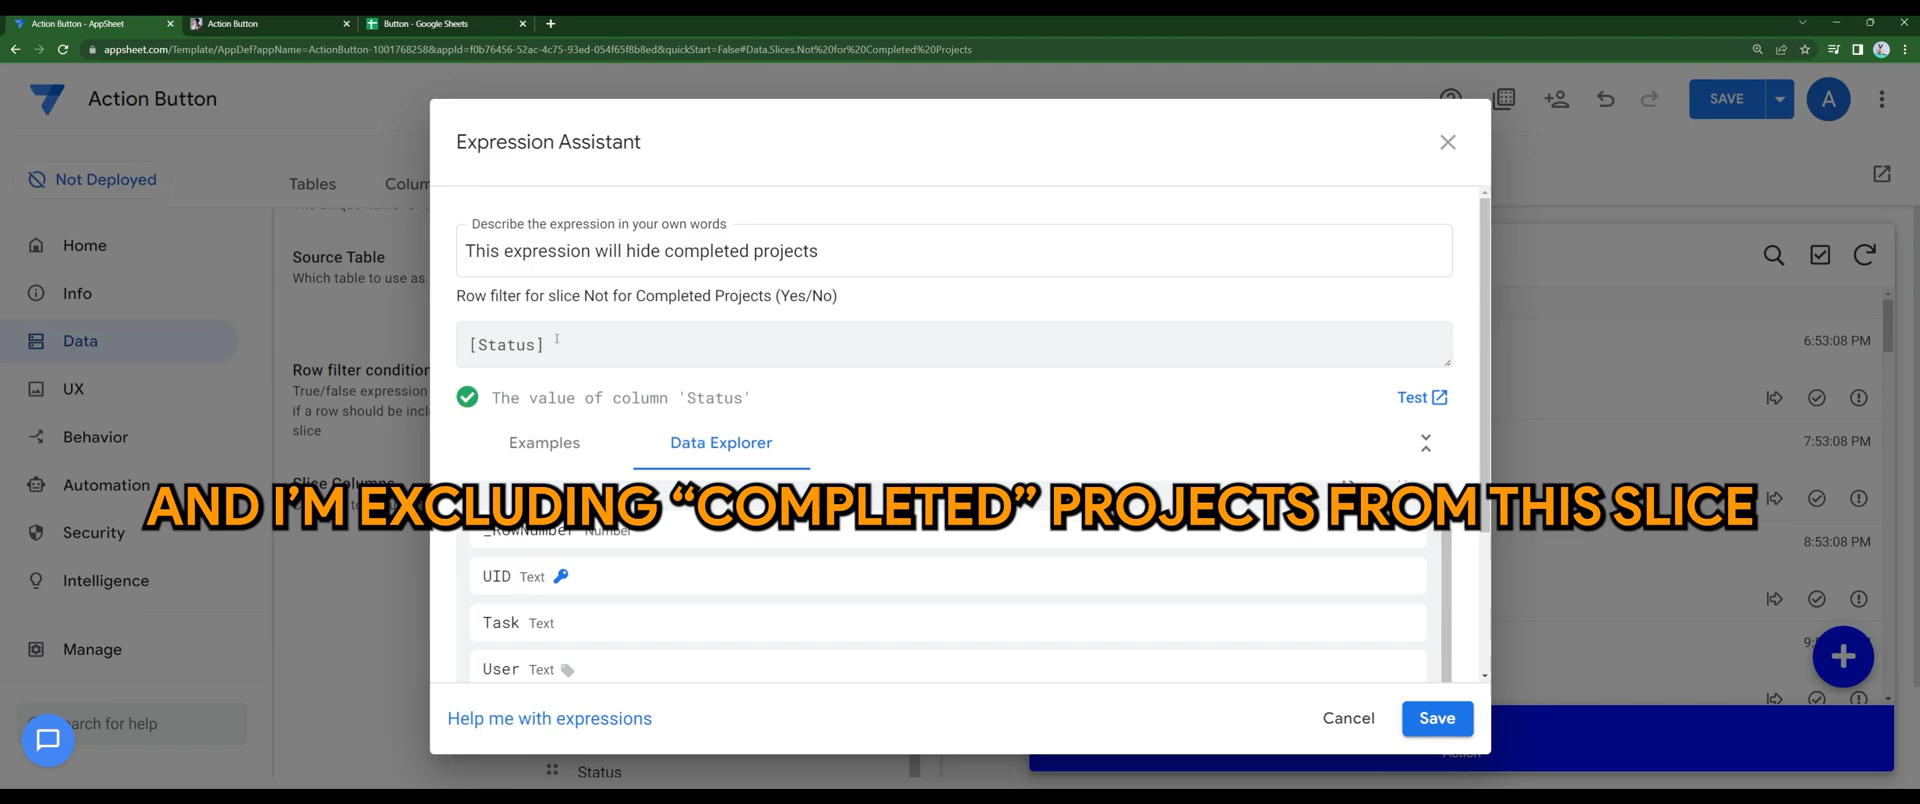 Action Button - AppSheet
Action Button
Button - Google Sheets
appsheet.com/Template/AppDef?appName=ActionButton-1001768258&appId=f0b76456-52ac-4c75-93ed-054f65f8b8ed&quickStart=False#Data.Slices.Not%20for%20Completed%20Projects
Action Button
SAVE
A
Not Deployed
Tables
Colum
Expression Assistant
Home
Info
Data
UX
Behavior
Automation
Security
Intelligence
Manage
Search for help
Source Table
Which table to use as
Row filter condition
True/false expression
if a row should be incl
slice
Slice Columns
Describe the expression in your own words
This expression will hide completed projects
Row filter for slice Not for Completed Projects (Yes/No)
[Status]
The value of column 'Status'
Test
Examples
Data Explorer
AND I'M EXCLUDING “COMPLETED” PROJECTS FROM THIS SLICE
_RowNumber Number
UID Text
Task Text
User Text
Help me with expressions
Cancel
Save
Status
6:53:08 PM
7:53:08 PM
8:53:08 PM
9:5
Action